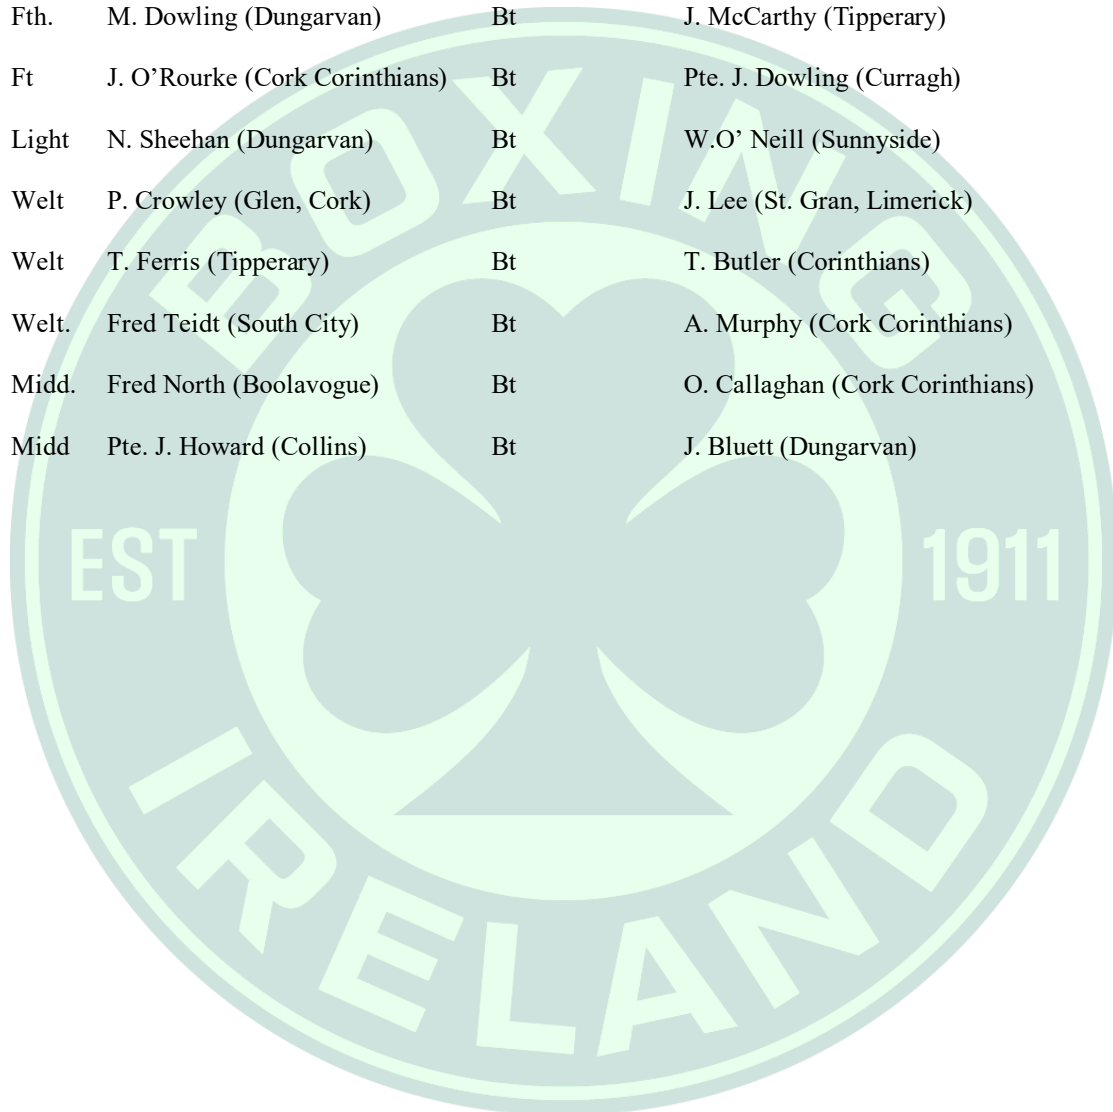 Fth. M. Dowling (Dungarvan) Bt J. McCarthy (Tipperary)
Ft J. O’Rourke (Cork Corinthians) Bt Pte. J. Dowling (Curragh)
Light N. Sheehan (Dungarvan) Bt W.O’ Neill (Sunnyside)
Welt P. Crowley (Glen, Cork) Bt J. Lee (St. Gran, Limerick)
Welt T. Ferris (Tipperary) Bt T. Butler (Corinthians)
Welt. Fred Teidt (South City) Bt A. Murphy (Cork Corinthians)
Midd. Fred North (Boolavogue) Bt O. Callaghan (Cork Corinthians)
Midd Pte. J. Howard (Collins) Bt J. Bluett (Dungarvan)
BOXING
EST 1911
IRELAND